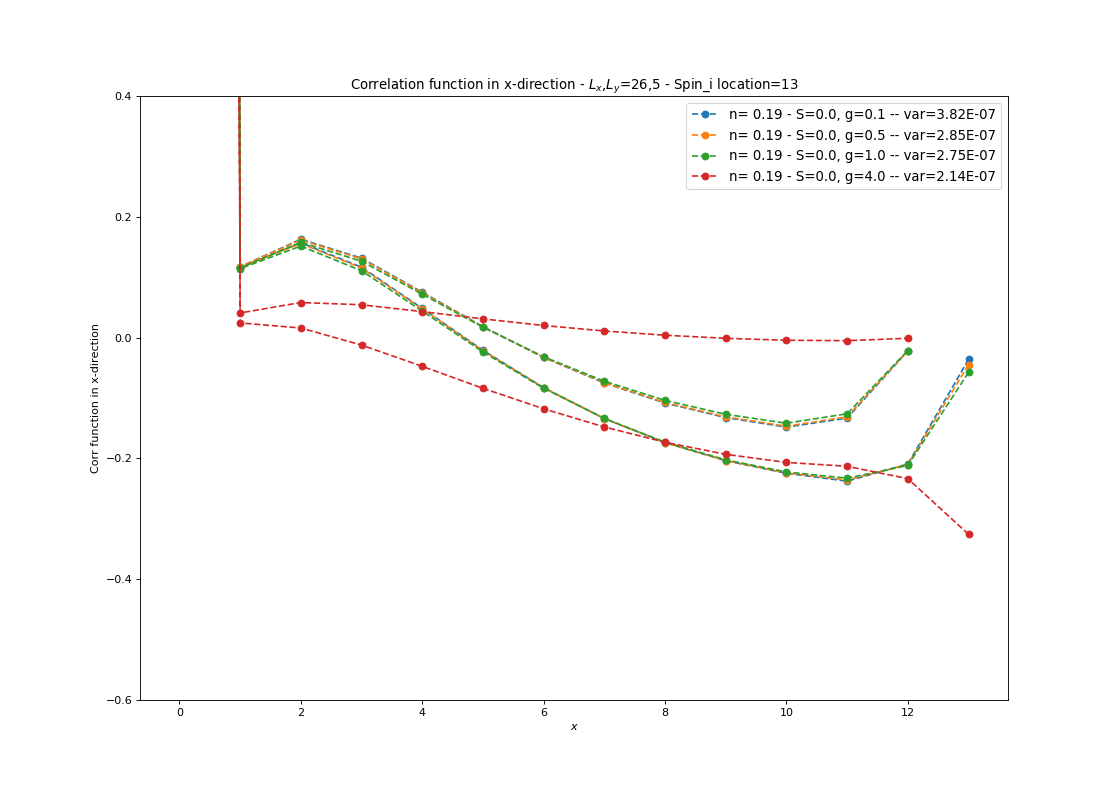 Correlation function in x-direction - Lₓ,Lᵧ=26,5 - Spin_i location=13
n= 0.19 - S=0.0, g=0.1 -- var=3.82E-07
n= 0.19 - S=0.0, g=0.5 -- var=2.85E-07
n= 0.19 - S=0.0, g=1.0 -- var=2.75E-07
n= 0.19 - S=0.0, g=4.0 -- var=2.14E-07
Corr function in x-direction
0.4
0.2
0.0
−0.2
−0.4
−0.6
0 2 4 6 8 10 12
x